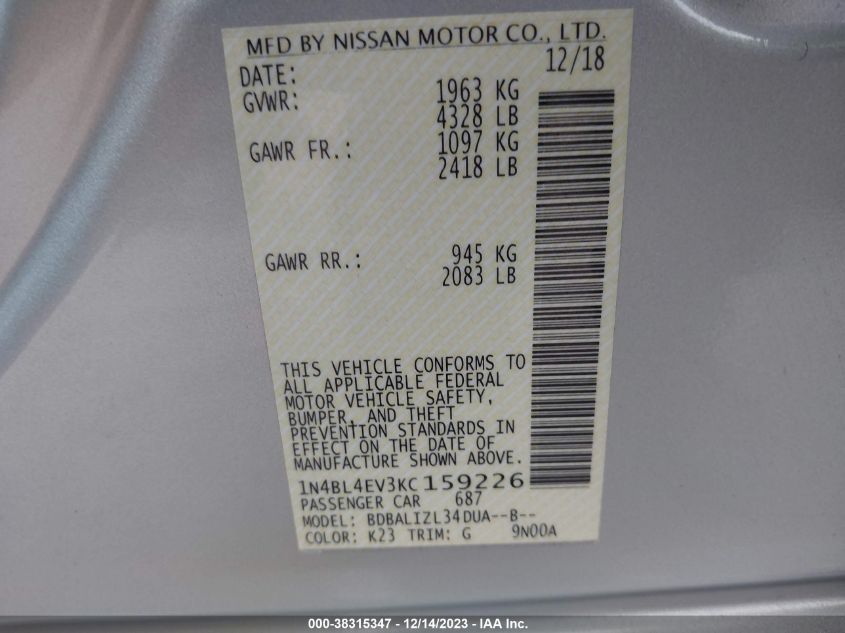 MFD BY NISSAN MOTOR CO., LTD.
DATE: 12/18
GVWR: 1963 KG
4328 LB
GAWR FR.: 1097 KG
2418 LB
GAWR RR.: 945 KG
2083 LB
THIS VEHICLE CONFORMS TO
ALL APPLICABLE FEDERAL
MOTOR VEHICLE SAFETY,
BUMPER, AND THEFT
PREVENTION STANDARDS IN
EFFECT ON THE DATE OF
MANUFACTURE SHOWN ABOVE.
1N4BL4EV3KC159226
PASSENGER CAR 687
MODEL: BDBALIZL34DUA--B--
COLOR: K23 TRIM: G 9N00A
000-38315347 - 12/14/2023 - IAA Inc.